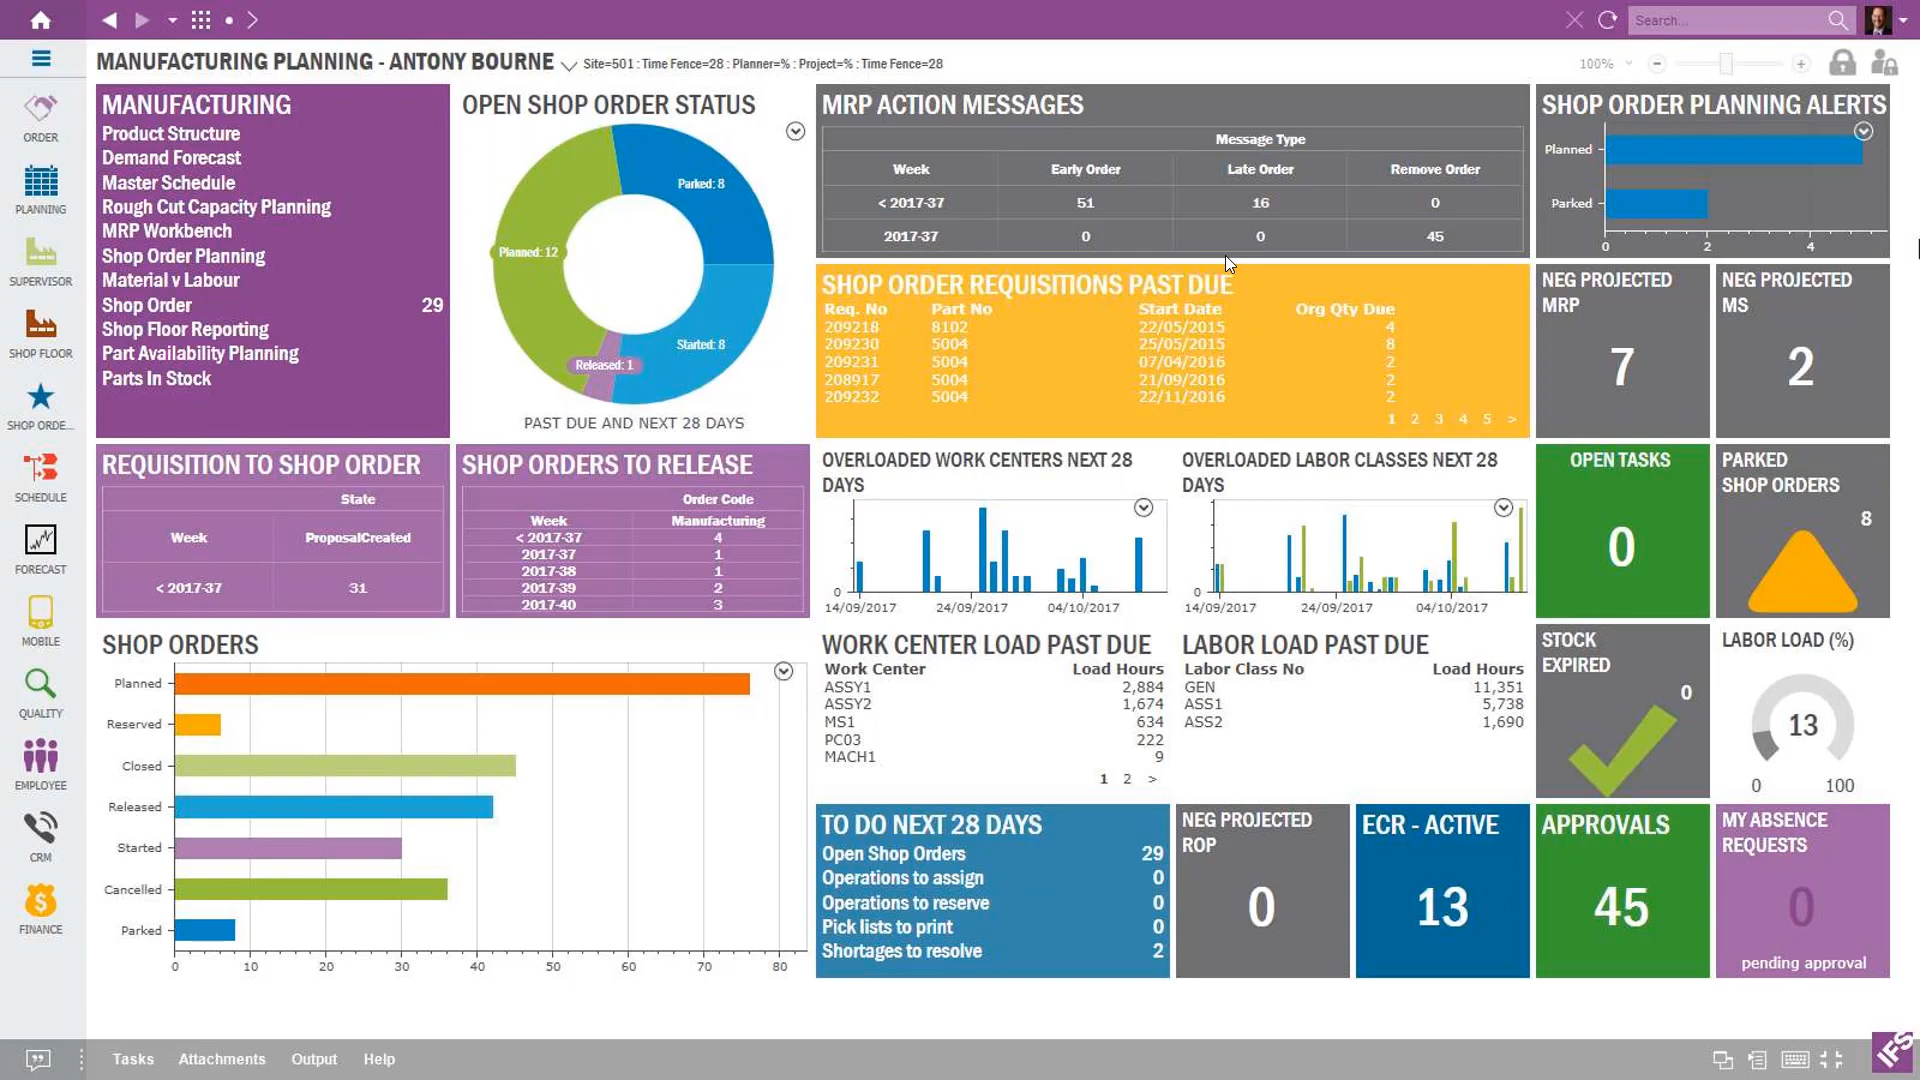 Search...
MANUFACTURING PLANNING - ANTONY BOURNE
Site=501 : Time Fence=28 : Planner=% : Project=% : Time Fence=28
100%
ORDER
PLANNING
SUPERVISOR
SHOP FLOOR
SHOP ORDE...
SCHEDULE
FORECAST
MOBILE
QUALITY
EMPLOYEE
CRM
FINANCE
MANUFACTURING
Product Structure
Demand Forecast
Master Schedule
Rough Cut Capacity Planning
MRP Workbench
Shop Order Planning
Material v Labour
Shop Order 29
Shop Floor Reporting
Part Availability Planning
Parts In Stock
OPEN SHOP ORDER STATUS
Parked: 8
Planned: 12
Started: 8
Released: 1
PAST DUE AND NEXT 28 DAYS
MRP ACTION MESSAGES
Message Type
Week Early Order Late Order Remove Order
< 2017-37 51 16 0
2017-37 0 0 45
SHOP ORDER PLANNING ALERTS
Planned
Parked
0 2 4
SHOP ORDER REQUISITIONS PAST DUE
Req. No Part No Start Date Org Qty Due
209218 8102 22/05/2015 4
209230 5004 25/05/2015 8
209231 5004 07/04/2016 2
208917 5004 21/09/2016 2
209232 5004 22/11/2016 2
1 2 3 4 5 >
NEG PROJECTED
MRP
7
NEG PROJECTED
MS
2
REQUISITION TO SHOP ORDER
State
Week ProposalCreated
< 2017-37 31
SHOP ORDERS TO RELEASE
Order Code
Week Manufacturing
< 2017-37 4
2017-37 1
2017-38 1
2017-39 2
2017-40 3
OVERLOADED WORK CENTERS NEXT 28
DAYS
0
14/09/2017 24/09/2017 04/10/2017
OVERLOADED LABOR CLASSES NEXT 28
DAYS
0
14/09/2017 24/09/2017 04/10/2017
OPEN TASKS
0
PARKED
SHOP ORDERS
8
SHOP ORDERS
Planned
Reserved
Closed
Released
Started
Cancelled
Parked
0 10 20 30 40 50 60 70 80
WORK CENTER LOAD PAST DUE
Work Center Load Hours
ASSY1 2,884
ASSY2 1,674
MS1 634
PC03 222
MACH1 9
1 2 >
LABOR LOAD PAST DUE
Labor Class No Load Hours
GEN 11,351
ASS1 5,738
ASS2 1,690
STOCK
EXPIRED
0
LABOR LOAD (%)
13
0 100
TO DO NEXT 28 DAYS
Open Shop Orders 29
Operations to assign 0
Operations to reserve 0
Pick lists to print 0
Shortages to resolve 2
NEG PROJECTED
ROP
0
ECR - ACTIVE
13
APPROVALS
45
MY ABSENCE
REQUESTS
0
pending approval
Tasks Attachments Output Help
IFS